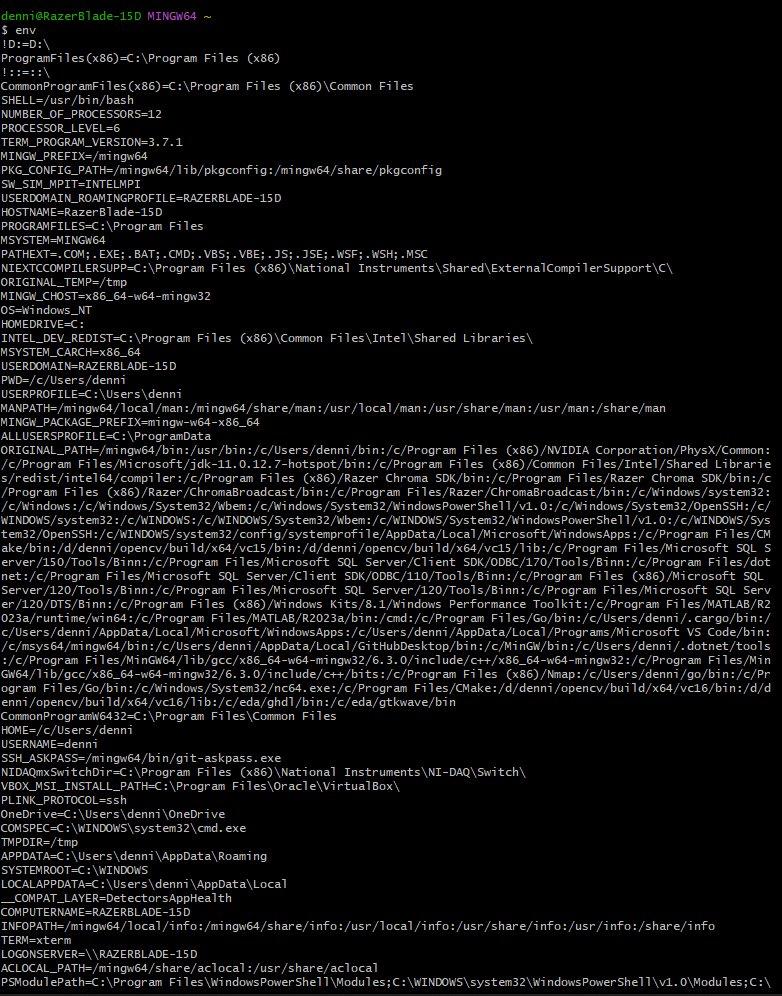 denni@RazerBlade-15D MINGW64 ~
$ env
!D:=D:\
ProgramFiles(x86)=C:\Program Files (x86)
!::=::\
CommonProgramFiles(x86)=C:\Program Files (x86)\Common Files
SHELL=/usr/bin/bash
NUMBER_OF_PROCESSORS=12
PROCESSOR_LEVEL=6
TERM_PROGRAM_VERSION=3.7.1
MINGW_PREFIX=/mingw64
PKG_CONFIG_PATH=/mingw64/lib/pkgconfig:/mingw64/share/pkgconfig
SW_SIM_MPIT=INTELMPI
USERDOMAIN_ROAMINGPROFILE=RAZERBLADE-15D
HOSTNAME=RazerBlade-15D
PROGRAMFILES=C:\Program Files
MSYSTEM=MINGW64
PATHEXT=.COM;.EXE;.BAT;.CMD;.VBS;.VBE;.JS;.JSE;.WSF;.WSH;.MSC
NIEXTCCOMPILERSUPP=C:\Program Files (x86)\National Instruments\Shared\ExternalCompilerSupport\C\
ORIGINAL_TEMP=/tmp
MINGW_CHOST=x86_64-w64-mingw32
OS=Windows_NT
HOMEDRIVE=C:
INTEL_DEV_REDIST=C:\Program Files (x86)\Common Files\Intel\Shared Libraries\
MSYSTEM_CARCH=x86_64
USERDOMAIN=RAZERBLADE-15D
PWD=/c/Users/denni
USERPROFILE=C:\Users\denni
MANPATH=/mingw64/local/man:/mingw64/share/man:/usr/local/man:/usr/share/man:/usr/man:/share/man
MINGW_PACKAGE_PREFIX=mingw-w64-x86_64
ALLUSERSPROFILE=C:\ProgramData
ORIGINAL_PATH=/mingw64/bin:/usr/bin:/c/Users/denni/bin:/c/Program Files (x86)/NVIDIA Corporation/PhysX/Common:
/c/Program Files/Microsoft/jdk-11.0.12.7-hotspot/bin:/c/Program Files (x86)/Common Files/Intel/Shared Librarie
s/redist/intel64/compiler:/c/Program Files (x86)/Razer Chroma SDK/bin:/c/Program Files/Razer Chroma SDK/bin:/c
/Program Files (x86)/Razer/ChromaBroadcast/bin:/c/Program Files/Razer/ChromaBroadcast/bin:/c/Windows/system32:
/c/Windows:/c/Windows/System32/Wbem:/c/Windows/System32/WindowsPowerShell/v1.0:/c/Windows/System32/OpenSSH:/c/
WINDOWS/system32:/c/WINDOWS:/c/WINDOWS/System32/Wbem:/c/WINDOWS/System32/WindowsPowerShell/v1.0:/c/WINDOWS/Sys
tem32/OpenSSH:/c/WINDOWS/system32/config/systemprofile/AppData/Local/Microsoft/WindowsApps:/c/Program Files/CM
ake/bin:/d/denni/opencv/build/x64/vc15/bin:/d/denni/opencv/build/x64/vc15/lib:/c/Program Files/Microsoft SQL S
erver/150/Tools/Binn:/c/Program Files/Microsoft SQL Server/Client SDK/ODBC/170/Tools/Binn:/c/Program Files/dot
net:/c/Program Files/Microsoft SQL Server/Client SDK/ODBC/110/Tools/Binn:/c/Program Files (x86)/Microsoft SQL
Server/120/Tools/Binn:/c/Program Files/Microsoft SQL Server/120/Tools/Binn:/c/Program Files/Microsoft SQL Serv
er/120/DTS/Binn:/c/Program Files (x86)/Windows Kits/8.1/Windows Performance Toolkit:/c/Program Files/MATLAB/R2
023a/runtime/win64:/c/Program Files/MATLAB/R2023a/bin:/cmd:/c/Program Files/Go/bin:/c/Users/denni/.cargo/bin:/
c/Users/denni/AppData/Local/Microsoft/WindowsApps:/c/Users/denni/AppData/Local/Programs/Microsoft VS Code/bin:
/c/msys64/mingw64/bin:/c/Users/denni/AppData/Local/GitHubDesktop/bin:/c/MinGW/bin:/c/Users/denni/.dotnet/tools
:/c/Program Files/MinGW64/lib/gcc/x86_64-w64-mingw32/6.3.0/include/c++/x86_64-w64-mingw32:/c/Program Files/Min
GW64/lib/gcc/x86_64-w64-mingw32/6.3.0/include/c++/bits:/c/Program Files (x86)/Nmap:/c/Users/denni/go/bin:/c/Pr
ogram Files/Go/bin:/c/Windows/System32/nc64.exe:/c/Program Files/CMake:/d/denni/opencv/build/x64/vc16/bin:/d/d
enni/opencv/build/x64/vc16/lib:/c/eda/ghdl/bin:/c/eda/gtkwave/bin
CommonProgramW6432=C:\Program Files\Common Files
HOME=/c/Users/denni
USERNAME=denni
SSH_ASKPASS=/mingw64/bin/git-askpass.exe
NIDAQmxSwitchDir=C:\Program Files (x86)\National Instruments\NI-DAQ\Switch\
VBOX_MSI_INSTALL_PATH=C:\Program Files\Oracle\VirtualBox\
PLINK_PROTOCOL=ssh
OneDrive=C:\Users\denni\OneDrive
COMSPEC=C:\WINDOWS\system32\cmd.exe
TMPDIR=/tmp
APPDATA=C:\Users\denni\AppData\Roaming
SYSTEMROOT=C:\WINDOWS
LOCALAPPDATA=C:\Users\denni\AppData\Local
__COMPAT_LAYER=DetectorsAppHealth
COMPUTERNAME=RAZERBLADE-15D
INFOPATH=/mingw64/local/info:/mingw64/share/info:/usr/local/info:/usr/share/info:/usr/info:/share/info
TERM=xterm
LOGONSERVER=\\RAZERBLADE-15D
ACLOCAL_PATH=/mingw64/share/aclocal:/usr/share/aclocal
PSModulePath=C:\Program Files\WindowsPowerShell\Modules;C:\WINDOWS\system32\WindowsPowerShell\v1.0\Modules;C:\